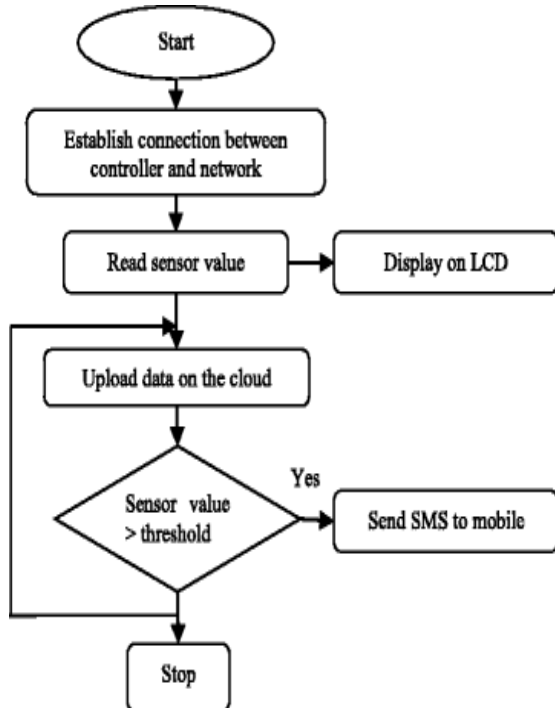 Start
Establish connection between
controller and network
Read sensor value
Display on LCD
Upload data on the cloud
Sensor value
> threshold
Yes
Send SMS to mobile
Stop